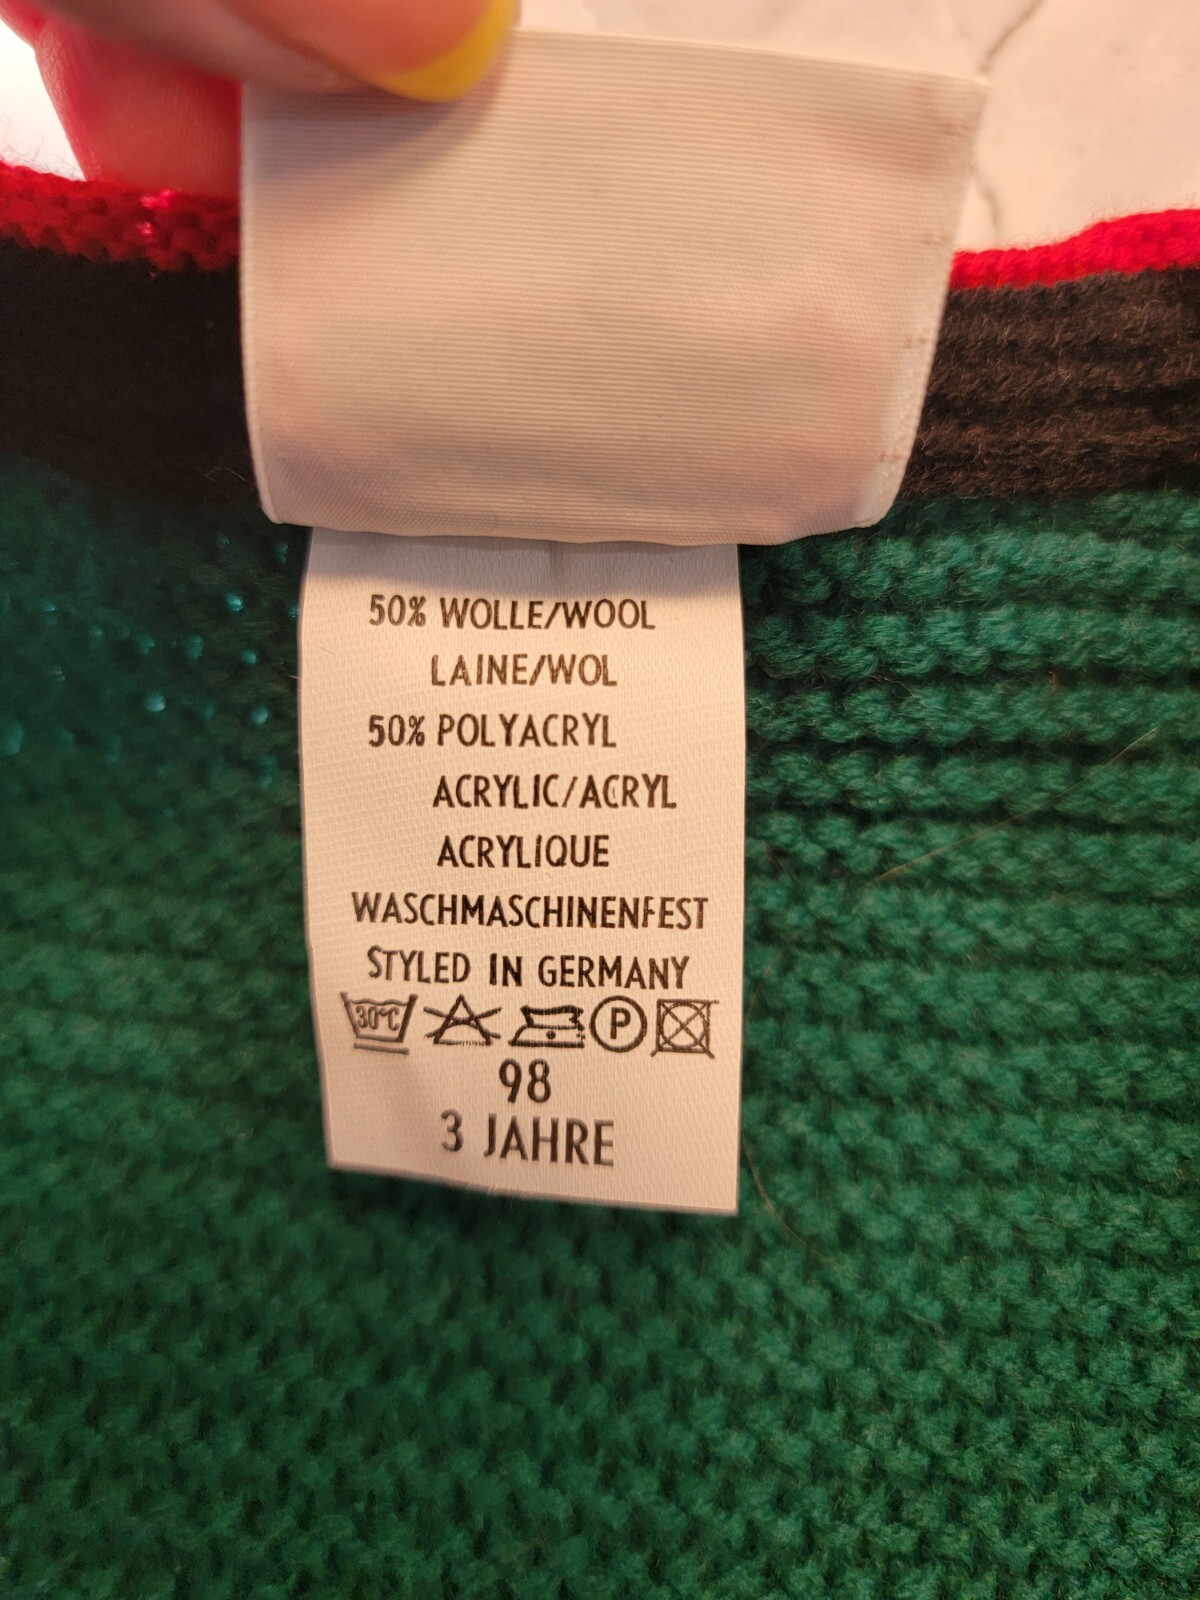 50% WOLLE/WOOL
LAINE/WOL
50% POLYACRYL
ACRYLIC/ACRYL
ACRYLIQUE
WASCHMASCHINENFEST
STYLED IN GERMANY
30°C P
98
3 JAHRE